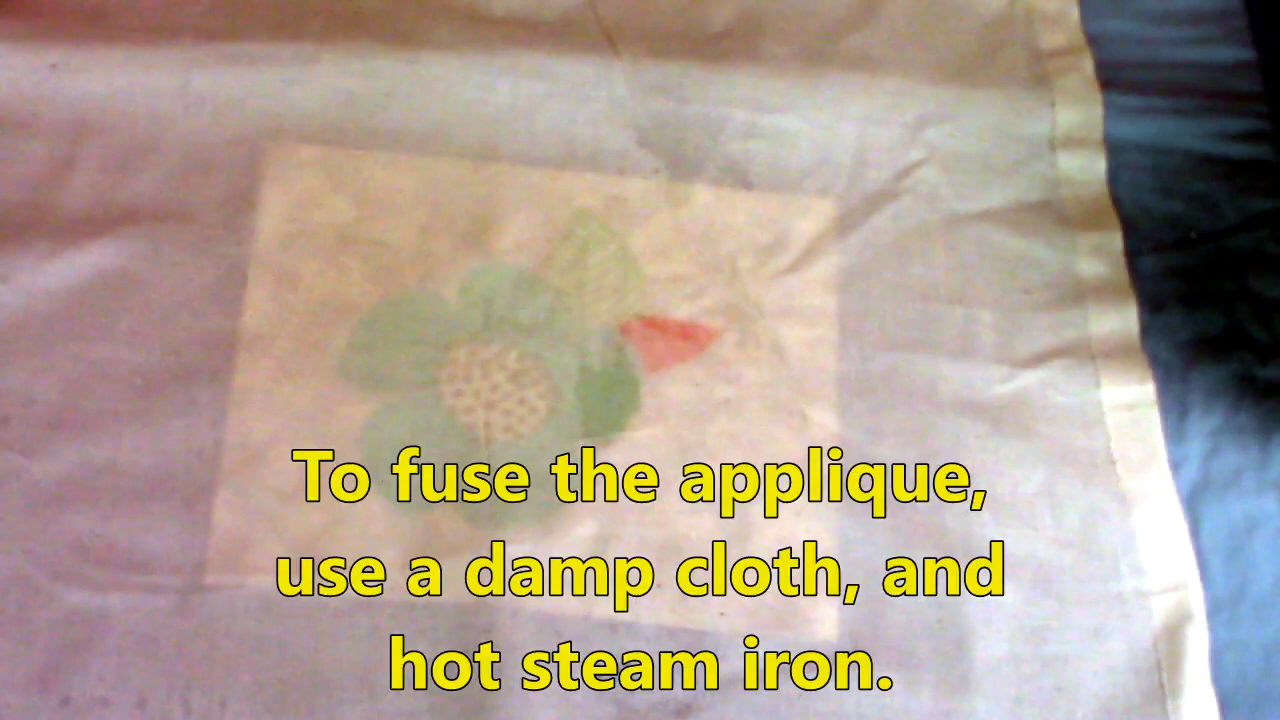 To fuse the applique,
use a damp cloth, and
hot steam iron.